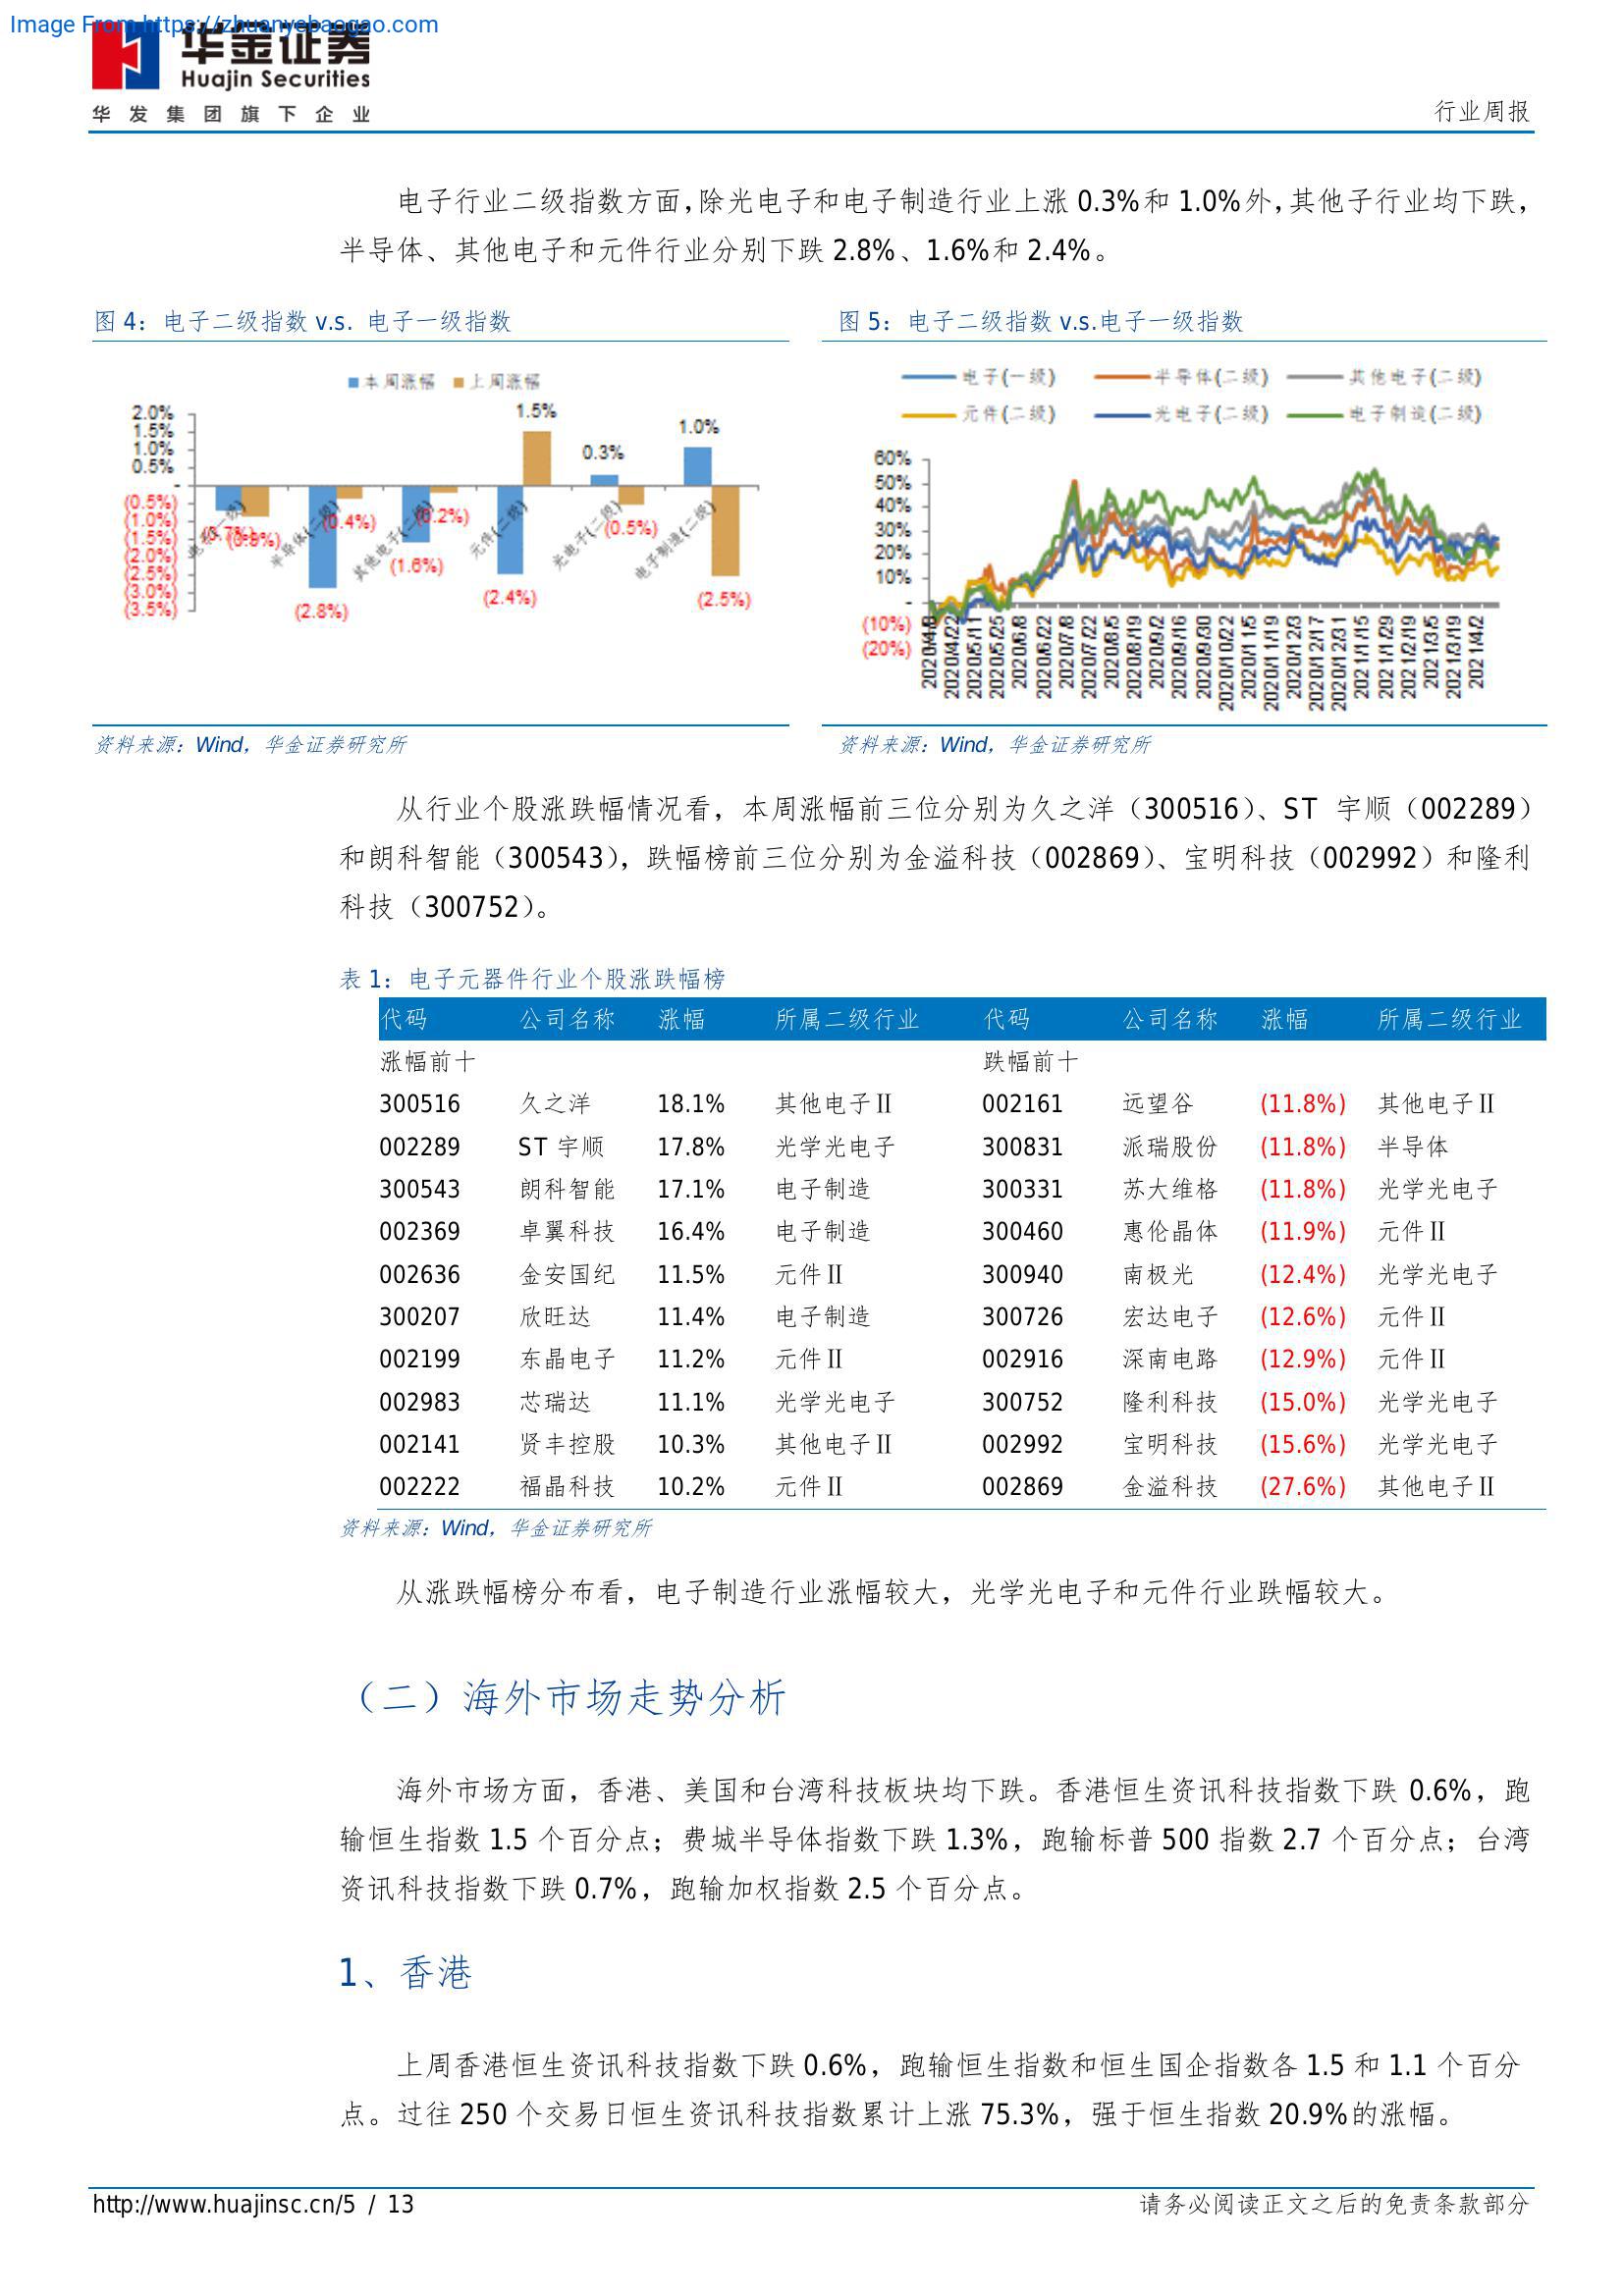 Image From https://zhuanyebaogao.com
华金证券
Huajin Securities
华发集团旗下企业
行业周报
电子行业二级指数方面，除光电子和电子制造行业上涨 0.3%和 1.0%外，其他子行业均下跌，
半导体、其他电子和元件行业分别下跌 2.8%、1.6%和 2.4%。
图 4：电子二级指数 v.s. 电子一级指数
本周涨幅 上周涨幅
2.0%
1.5%
1.0%
0.5%
-
(0.5%)
(1.0%)
(1.5%)
(2.0%)
(2.5%)
(3.0%)
(3.5%)
1.5%
0.3%
1.0%
(0.7%)
(0.9%)
(0.4%)
(0.2%)
(0.5%)
(1.6%)
(2.8%)
(2.4%)
(2.5%)
电子(一级)
半导体(二级)
其他电子(二级)
元件(二级)
光电子(二级)
电子制造(二级)
资料来源：Wind，华金证券研究所
图 5：电子二级指数 v.s.电子一级指数
电子(一级) 半导体(二级) 其他电子(二级)
元件(二级) 光电子(二级) 电子制造(二级)
60%
50%
40%
30%
20%
10%
-
(10%)
(20%)
2020/4/8
2020/4/22
2020/5/11
2020/5/25
2020/6/8
2020/6/22
2020/7/8
2020/7/22
2020/8/5
2020/8/19
2020/9/2
2020/9/16
2020/9/30
2020/10/22
2020/11/5
2020/11/19
2020/12/3
2020/12/17
2020/12/31
2021/1/15
2021/1/29
2021/2/19
2021/3/5
2021/3/19
2021/4/2
资料来源：Wind，华金证券研究所
从行业个股涨跌幅情况看，本周涨幅前三位分别为久之洋（300516）、ST 宇顺（002289）
和朗科智能（300543），跌幅榜前三位分别为金溢科技（002869）、宝明科技（002992）和隆利
科技（300752）。
表 1：电子元器件行业个股涨跌幅榜
代码 公司名称 涨幅 所属二级行业 代码 公司名称 涨幅 所属二级行业
涨幅前十 跌幅前十
300516 久之洋 18.1% 其他电子Ⅱ 002161 远望谷 (11.8%) 其他电子Ⅱ
002289 ST 宇顺 17.8% 光学光电子 300831 派瑞股份 (11.8%) 半导体
300543 朗科智能 17.1% 电子制造 300331 苏大维格 (11.8%) 光学光电子
002369 卓翼科技 16.4% 电子制造 300460 惠伦晶体 (11.9%) 元件Ⅱ
002636 金安国纪 11.5% 元件Ⅱ 300940 南极光 (12.4%) 光学光电子
300207 欣旺达 11.4% 电子制造 300726 宏达电子 (12.6%) 元件Ⅱ
002199 东晶电子 11.2% 元件Ⅱ 002916 深南电路 (12.9%) 元件Ⅱ
002983 芯瑞达 11.1% 光学光电子 300752 隆利科技 (15.0%) 光学光电子
002141 贤丰控股 10.3% 其他电子Ⅱ 002992 宝明科技 (15.6%) 光学光电子
002222 福晶科技 10.2% 元件Ⅱ 002869 金溢科技 (27.6%) 其他电子Ⅱ
资料来源：Wind，华金证券研究所
从涨跌幅榜分布看，电子制造行业涨幅较大，光学光电子和元件行业跌幅较大。
（二）海外市场走势分析
海外市场方面，香港、美国和台湾科技板块均下跌。香港恒生资讯科技指数下跌 0.6%，跑
输恒生指数 1.5 个百分点；费城半导体指数下跌 1.3%，跑输标普 500 指数 2.7 个百分点；台湾
资讯科技指数下跌 0.7%，跑输加权指数 2.5 个百分点。
1、香港
上周香港恒生资讯科技指数下跌 0.6%，跑输恒生指数和恒生国企指数各 1.5 和 1.1 个百分
点。过往 250 个交易日恒生资讯科技指数累计上涨 75.3%，强于恒生指数 20.9%的涨幅。
http://www.huajinsc.cn/5 / 13
请务必阅读正文之后的免责条款部分